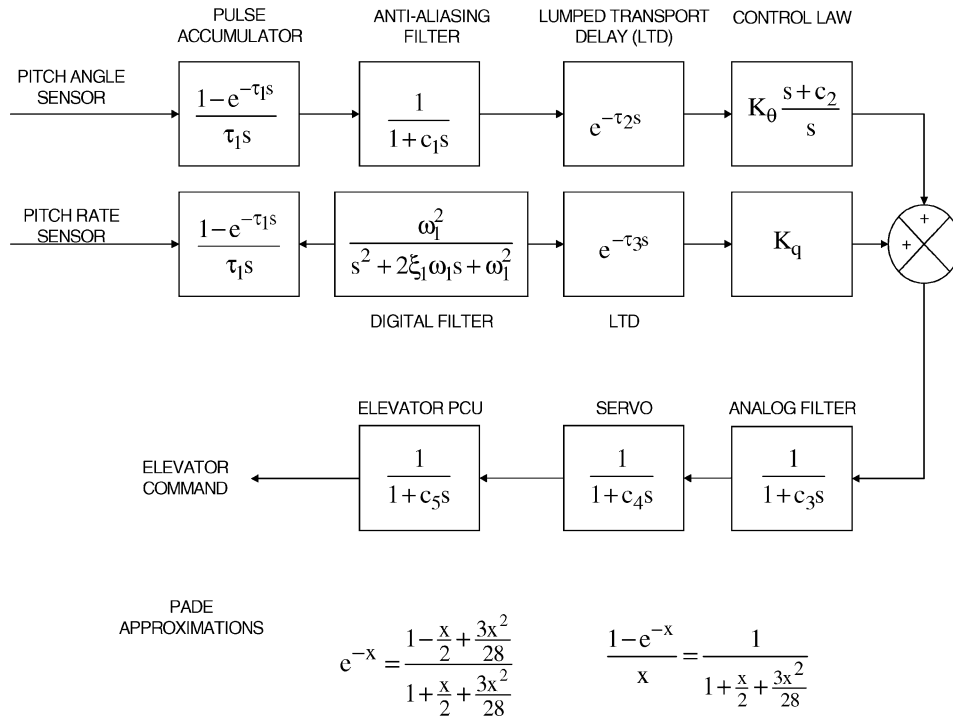 PULSE
ACCUMULATOR
ANTI-ALIASING
FILTER
LUMPED TRANSPORT
DELAY (LTD)
CONTROL LAW
PITCH ANGLE
SENSOR
1−e^{−τ₁s}
τ₁s
1
1+c₁s
e^{−τ₂s}
K_θ
s+c₂
s
+
PITCH RATE
SENSOR
1−e^{−τ₁s}
τ₁s
ω₁²
s²+2ξ₁ω₁s+ω₁²
e^{−τ₃s}
K_q
+
DIGITAL FILTER
LTD
ELEVATOR PCU
SERVO
ANALOG FILTER
ELEVATOR
COMMAND
1
1+c₅s
1
1+c₄s
1
1+c₃s
PADE
APPROXIMATIONS
e^{−x} = (1−x/2+3x²/28)/(1+x/2+3x²/28)
(1−e^{−x})/x = 1/(1+x/2+3x²/28)